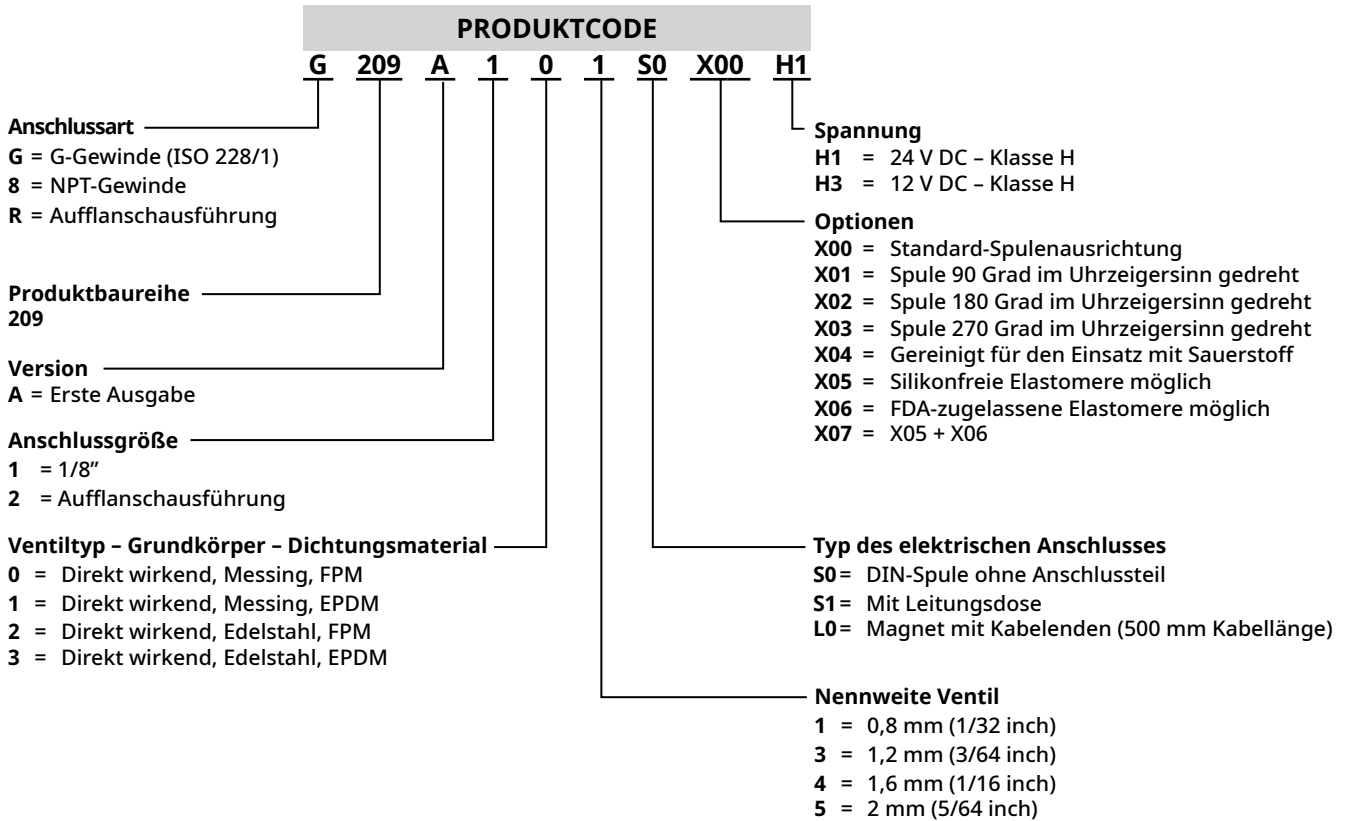 PRODUKTCODE
G 209 A 1 0 1 S0 X00 H1
Anschlussart
G = G-Gewinde (ISO 228/1)
8 = NPT-Gewinde
R = Aufflanschausführung
Produktbaureihe
209
Version
A = Erste Ausgabe
Anschlussgröße
1 = 1/8”
2 = Aufflanschausführung
Ventiltyp – Grundkörper – Dichtungsmaterial
0 = Direkt wirkend, Messing, FPM
1 = Direkt wirkend, Messing, EPDM
2 = Direkt wirkend, Edelstahl, FPM
3 = Direkt wirkend, Edelstahl, EPDM
Spannung
H1 = 24 V DC – Klasse H
H3 = 12 V DC – Klasse H
Optionen
X00 = Standard-Spulenausrichtung
X01 = Spule 90 Grad im Uhrzeigersinn gedreht
X02 = Spule 180 Grad im Uhrzeigersinn gedreht
X03 = Spule 270 Grad im Uhrzeigersinn gedreht
X04 = Gereinigt für den Einsatz mit Sauerstoff
X05 = Silikonfreie Elastomere möglich
X06 = FDA-zugelassene Elastomere möglich
X07 = X05 + X06
Typ des elektrischen Anschlusses
S0 = DIN-Spule ohne Anschlussteil
S1 = Mit Leitungsdose
L0 = Magnet mit Kabelenden (500 mm Kabellänge)
Nennweite Ventil
1 = 0,8 mm (1/32 inch)
3 = 1,2 mm (3/64 inch)
4 = 1,6 mm (1/16 inch)
5 = 2 mm (5/64 inch)